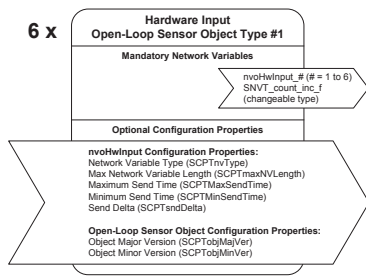 6 x
Hardware Input
Open-Loop Sensor Object Type #1
Mandatory Network Variables
nvoHwInput_# (# = 1 to 6)
SNVT_count_inc_f
(changeable type)
Optional Configuration Properties
nvoHwInput Configuration Properties:
Network Variable Type (SCPTnvType)
Max Network Variable Length (SCPTmaxNVLength)
Maximum Send Time (SCPTMaxSendTime)
Minimum Send Time (SCPTMinSendTime)
Send Delta (SCPTsndDelta)
Open-Loop Sensor Object Configuration Properties:
Object Major Version (SCPTobjMajVer)
Object Minor Version (SCPTobjMinVer)